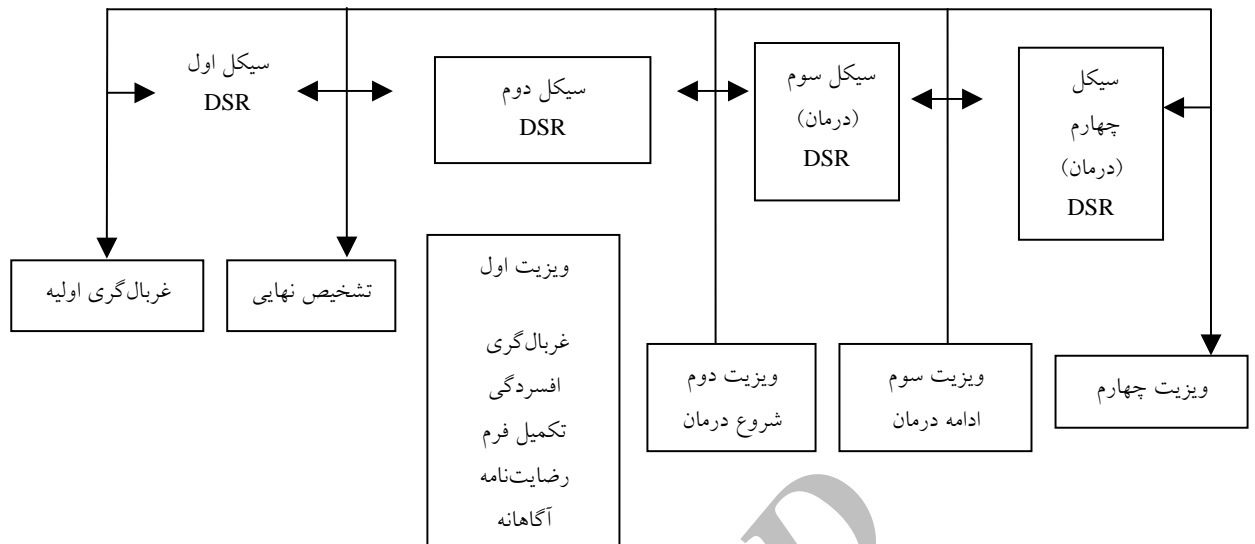 سیکل اول
DSR
سیکل دوم
DSR
سیکل سوم
(درمان)
DSR
سیکل
چهارم
(درمان)
DSR
غربال‌گری اولیه
تشخیص نهایی
ویزیت اول
غربال‌گری
افسردگی
تکمیل فرم
رضایت‌نامه
آگاهانه
ویزیت دوم
شروع درمان
ویزیت سوم
ادامه درمان
ویزیت چهارم
D